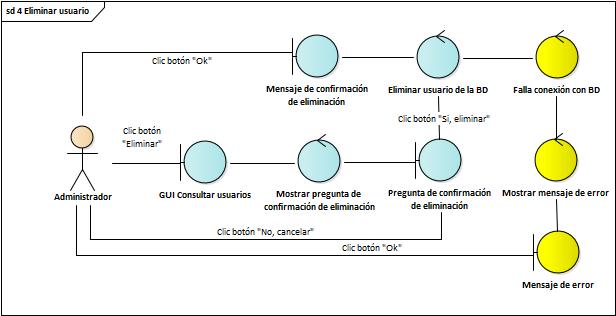 sd 4 Eliminar usuario
Clic botón "Ok"
Mensaje de confirmación
de eliminación
Eliminar usuario de la BD
Falla conexión con BD
Clic botón "Si, eliminar"
Clic botón
"Eliminar"
Administrador
GUI Consultar usuarios
Mostrar pregunta de
confirmación de eliminación
Pregunta de confirmación
de eliminación
Mostrar mensaje de error
Clic botón "No, cancelar"
Clic botón "Ok"
Mensaje de error